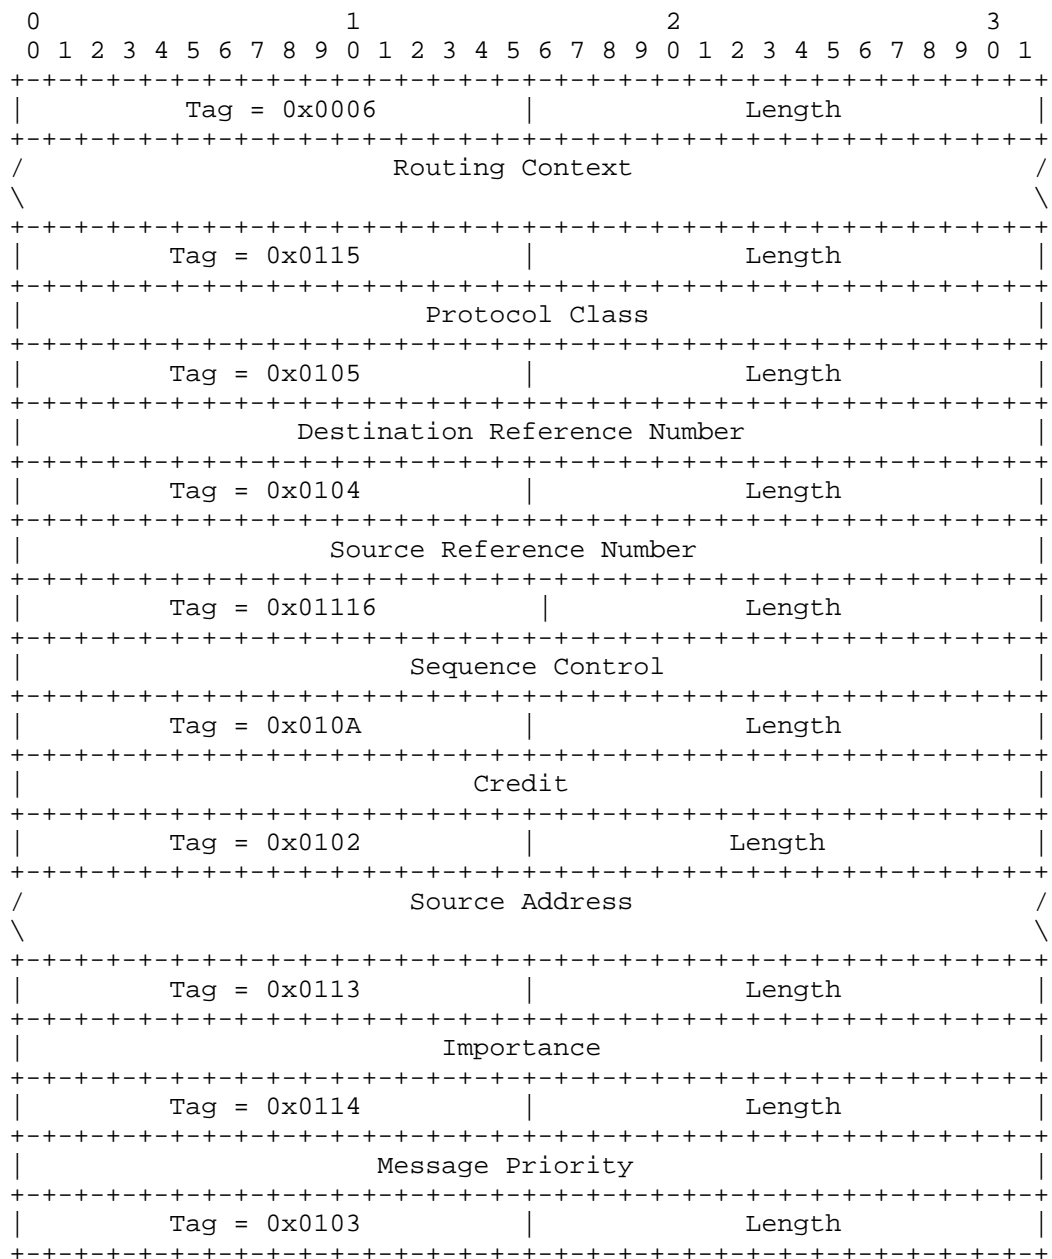 0                   1                   2                   3
 0 1 2 3 4 5 6 7 8 9 0 1 2 3 4 5 6 7 8 9 0 1 2 3 4 5 6 7 8 9 0 1
+-+-+-+-+-+-+-+-+-+-+-+-+-+-+-+-+-+-+-+-+-+-+-+-+-+-+-+-+-+-+-+-+
|          Tag = 0x0006         |             Length            |
+-+-+-+-+-+-+-+-+-+-+-+-+-+-+-+-+-+-+-+-+-+-+-+-+-+-+-+-+-+-+-+-+
/                       Routing Context                         /
\                                                               \
+-+-+-+-+-+-+-+-+-+-+-+-+-+-+-+-+-+-+-+-+-+-+-+-+-+-+-+-+-+-+-+-+
|         Tag = 0x0115          |             Length            |
+-+-+-+-+-+-+-+-+-+-+-+-+-+-+-+-+-+-+-+-+-+-+-+-+-+-+-+-+-+-+-+-+
|                         Protocol Class                        |
+-+-+-+-+-+-+-+-+-+-+-+-+-+-+-+-+-+-+-+-+-+-+-+-+-+-+-+-+-+-+-+-+
|         Tag = 0x0105          |             Length            |
+-+-+-+-+-+-+-+-+-+-+-+-+-+-+-+-+-+-+-+-+-+-+-+-+-+-+-+-+-+-+-+-+
|                 Destination Reference Number                  |
+-+-+-+-+-+-+-+-+-+-+-+-+-+-+-+-+-+-+-+-+-+-+-+-+-+-+-+-+-+-+-+-+
|         Tag = 0x0104          |             Length            |
+-+-+-+-+-+-+-+-+-+-+-+-+-+-+-+-+-+-+-+-+-+-+-+-+-+-+-+-+-+-+-+-+
|                   Source Reference Number                     |
+-+-+-+-+-+-+-+-+-+-+-+-+-+-+-+-+-+-+-+-+-+-+-+-+-+-+-+-+-+-+-+-+
|         Tag = 0x01116          |            Length            |
+-+-+-+-+-+-+-+-+-+-+-+-+-+-+-+-+-+-+-+-+-+-+-+-+-+-+-+-+-+-+-+-+
|                        Sequence Control                       |
+-+-+-+-+-+-+-+-+-+-+-+-+-+-+-+-+-+-+-+-+-+-+-+-+-+-+-+-+-+-+-+-+
|         Tag = 0x010A          |             Length            |
+-+-+-+-+-+-+-+-+-+-+-+-+-+-+-+-+-+-+-+-+-+-+-+-+-+-+-+-+-+-+-+-+
|                            Credit                             |
+-+-+-+-+-+-+-+-+-+-+-+-+-+-+-+-+-+-+-+-+-+-+-+-+-+-+-+-+-+-+-+-+
|         Tag = 0x0102          |            Length             |
+-+-+-+-+-+-+-+-+-+-+-+-+-+-+-+-+-+-+-+-+-+-+-+-+-+-+-+-+-+-+-+-+
/                        Source Address                         /
\                                                               \
+-+-+-+-+-+-+-+-+-+-+-+-+-+-+-+-+-+-+-+-+-+-+-+-+-+-+-+-+-+-+-+-+
|         Tag = 0x0113          |             Length            |
+-+-+-+-+-+-+-+-+-+-+-+-+-+-+-+-+-+-+-+-+-+-+-+-+-+-+-+-+-+-+-+-+
|                          Importance                           |
+-+-+-+-+-+-+-+-+-+-+-+-+-+-+-+-+-+-+-+-+-+-+-+-+-+-+-+-+-+-+-+-+
|         Tag = 0x0114          |             Length            |
+-+-+-+-+-+-+-+-+-+-+-+-+-+-+-+-+-+-+-+-+-+-+-+-+-+-+-+-+-+-+-+-+
|                      Message Priority                         |
+-+-+-+-+-+-+-+-+-+-+-+-+-+-+-+-+-+-+-+-+-+-+-+-+-+-+-+-+-+-+-+-+
|         Tag = 0x0103          |             Length            |
+-+-+-+-+-+-+-+-+-+-+-+-+-+-+-+-+-+-+-+-+-+-+-+-+-+-+-+-+-+-+-+-+